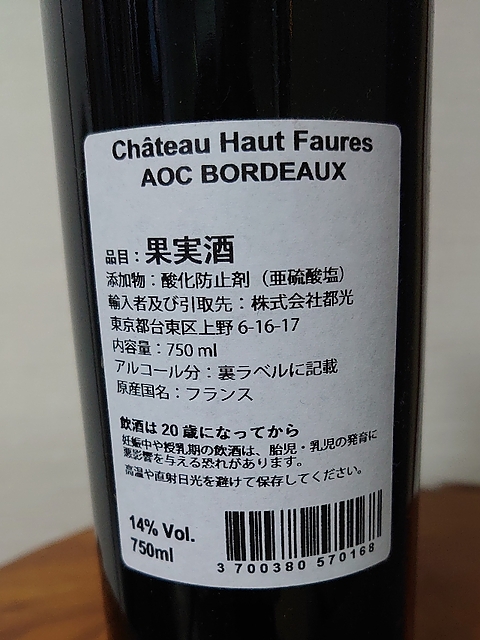 Château Haut Faures
AOC BORDEAUX
品目：果実酒
添加物：酸化防止剤（亜硫酸塩）
輸入者及び引取先：株式会社都光
東京都台東区上野 6-16-17
内容量：750 ml
アルコール分：裏ラベルに記載
原産国名：フランス
飲酒は 20 歳になってから
妊娠中や授乳期の飲酒は、胎児・乳児の発育に
悪影響を与える恐れがあります。
高温や直射日光を避けて保存してください。
14% Vol.
750ml
3 700380 570168